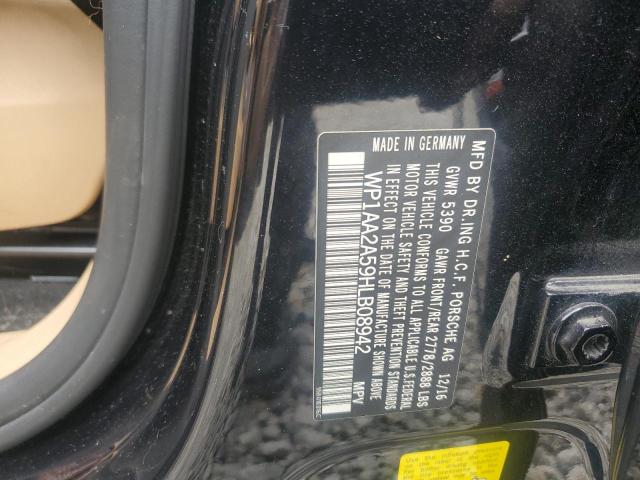 MFD BY DR. ING H.C.F. PORSCHE AG 12/16
GVWR 5390 GAWR FRONT/REAR 2778/2888 LBS
THIS VEHICLE CONFORMS TO ALL APPLICABLE U.S.FEDERAL
MOTOR VEHICLE SAFETY BUMPER AND THEFT PREVENTION STANDARDS
IN EFFECT ON THE DATE OF MANUFACTURE SHOWN ABOVE
WP1AA2A59HLB08942 MPV
MADE IN GERMANY